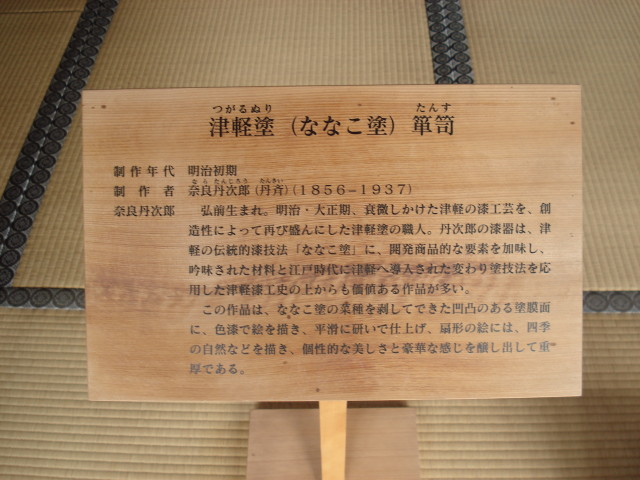 つがるぬり たんす
津軽塗（ななこ塗）箪笥
制作年代 明治初期
なら たんじろう たんさい
制作者 奈良丹次郎（丹斉）（1856－1937）
奈良丹次郎 弘前生まれ。明治・大正期、衰微しかけた津軽の漆工芸を、創
造性によって再び盛んにした津軽塗の職人。丹次郎の漆器は、津
軽の伝統的漆技法「ななこ塗」に、開発商品的な要素を加味し、
吟味された材料と江戸時代に津軽へ導入された変わり塗技法を応
用した津軽漆工史の上からも価値ある作品が多い。
この作品は、ななこ塗の菜種を剥してできた凹凸のある塗膜面
に、色漆で絵を描き、平滑に研いで仕上げ、扇形の絵には、四季
の自然などを描き、個性的な美しさと豪華な感じを醸し出して重
厚である。